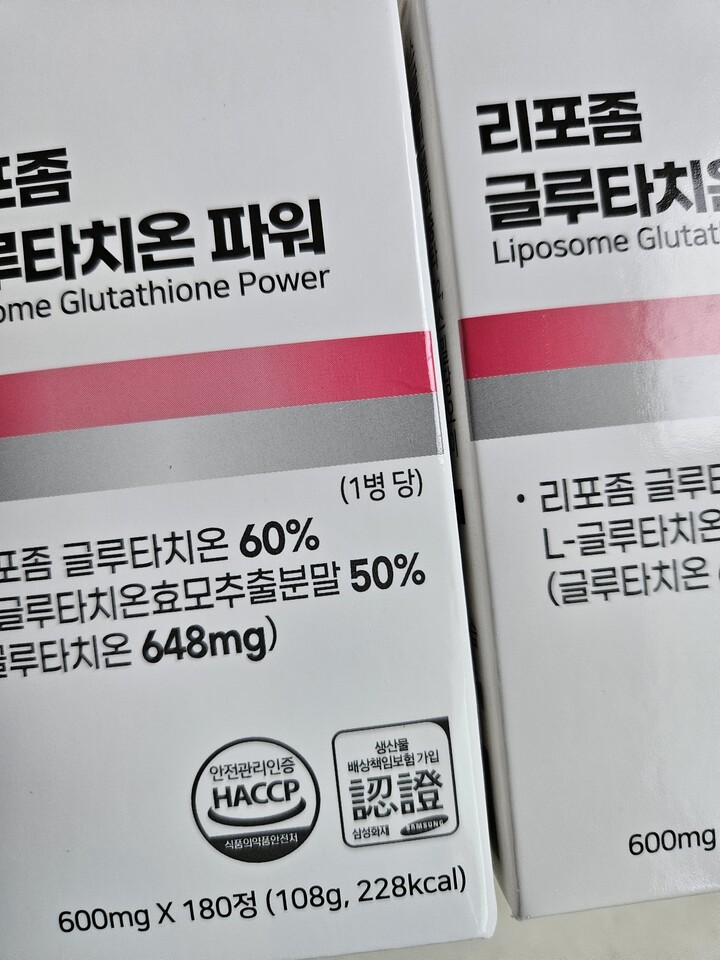 포좀
루타치온 파워
ome Glutathione Power
(1병 당)
포좀 글루타치온 60%
글루타치온효모추출분말 50%
글루타치온 648mg)
안전관리인증
HACCP
식품의약품안전처
생산물
배상책임보험 가입
認證
삼성화재 SAMSUNG
600mg X 180정 (108g, 228kcal)
리포좀
글루타치온
Liposome Glutat
• 리포좀 글루타
L-글루타치온
(글루타치온
600mg